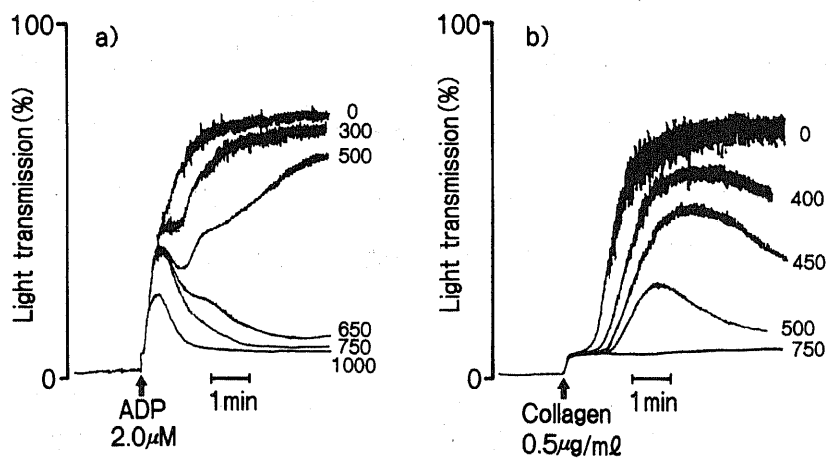 a)
100
Light transmission (%)
0
0
300
500
650
750
1000
ADP
2.0μM
1 min
b)
100
Light transmission (%)
0
0
400
450
500
750
Collagen
0.5μg/mℓ
1 min